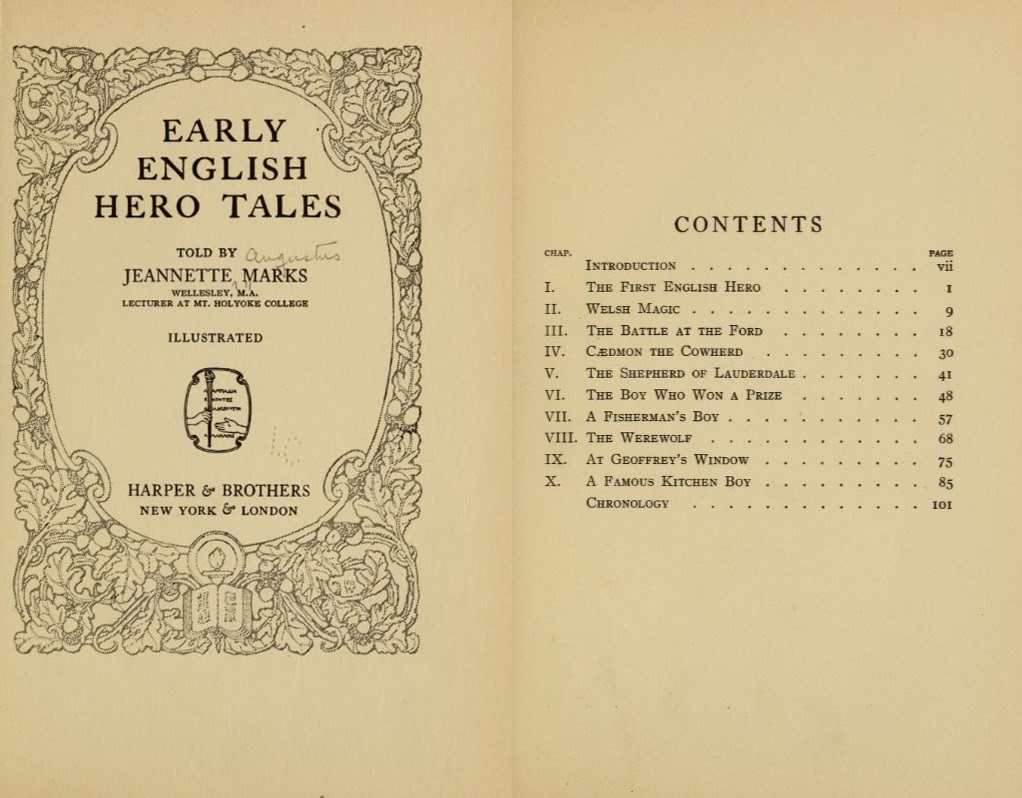 EARLY
ENGLISH
HERO TALES
TOLD BY
augustus
JEANNETTE MARKS
WELLESLEY, M.A.
LECTURER AT MT. HOLYOKE COLLEGE
ILLUSTRATED
HARPER & BROTHERS
NEW YORK & LONDON
CONTENTS
CHAP. PAGE
INTRODUCTION . . . . . . . . . . . . . vii
I. THE FIRST ENGLISH HERO . . . . . . . 1
II. WELSH MAGIC . . . . . . . . . . . . . 9
III. THE BATTLE AT THE FORD . . . . . . . 18
IV. CÆDMON THE COWHERD . . . . . . . . 30
V. THE SHEPHERD OF LAUDERDALE . . . . . . 41
VI. THE BOY WHO WON A PRIZE . . . . . . 48
VII. A FISHERMAN'S BOY . . . . . . . . . . . 57
VIII. THE WEREWOLF . . . . . . . . . . . . 68
IX. AT GEOFFREY'S WINDOW . . . . . . . . 75
X. A FAMOUS KITCHEN BOY . . . . . . . . 85
CHRONOLOGY . . . . . . . . . . . . . 101